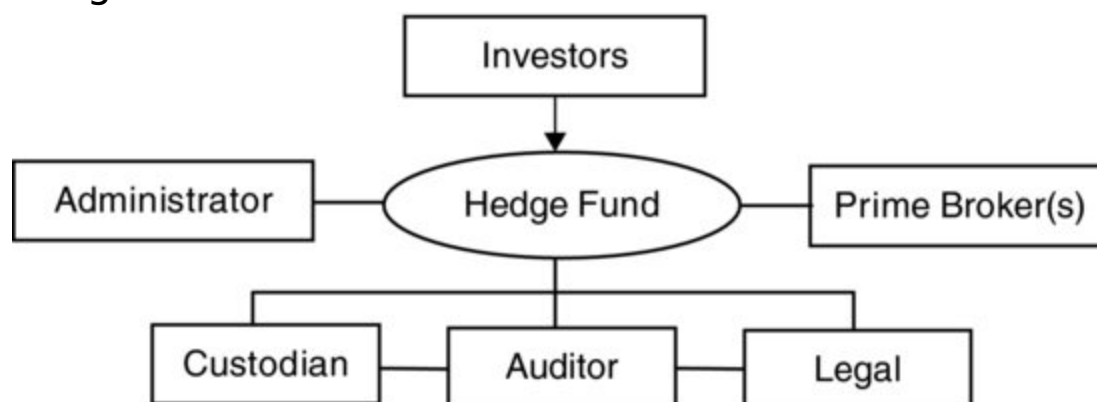 Investors
Administrator
Hedge Fund
Prime Broker(s)
Custodian
Auditor
Legal